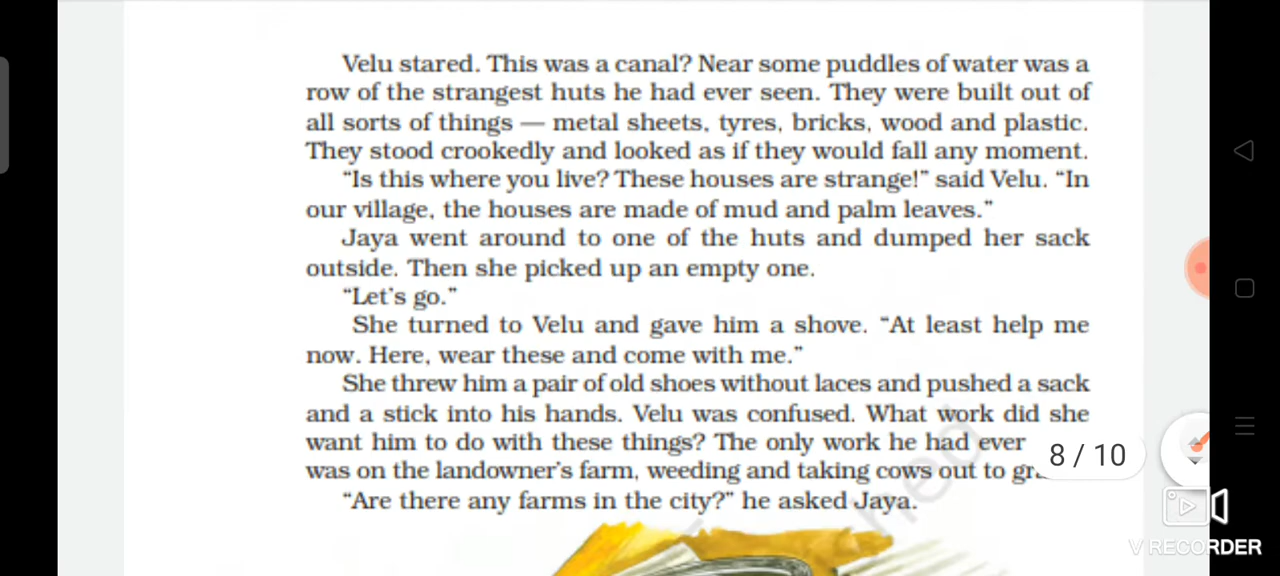 Velu stared. This was a canal? Near some puddles of water was a
row of the strangest huts he had ever seen. They were built out of
all sorts of things — metal sheets, tyres, bricks, wood and plastic.
They stood crookedly and looked as if they would fall any moment.
“Is this where you live? These houses are strange!” said Velu. “In
our village, the houses are made of mud and palm leaves.”
Jaya went around to one of the huts and dumped her sack
outside. Then she picked up an empty one.
“Let’s go.”
She turned to Velu and gave him a shove. “At least help me
now. Here, wear these and come with me.”
She threw him a pair of old shoes without laces and pushed a sack
and a stick into his hands. Velu was confused. What work did she
want him to do with these things? The only work he had ever
was on the landowner’s farm, weeding and taking cows out to
“Are there any farms in the city?” he asked Jaya.
8 / 10
V RECORDER